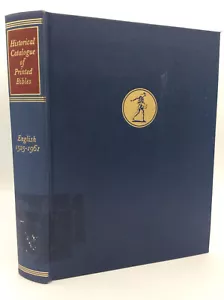 Historical
Catalogue
of
Printed
Bibles
English
1525-1961